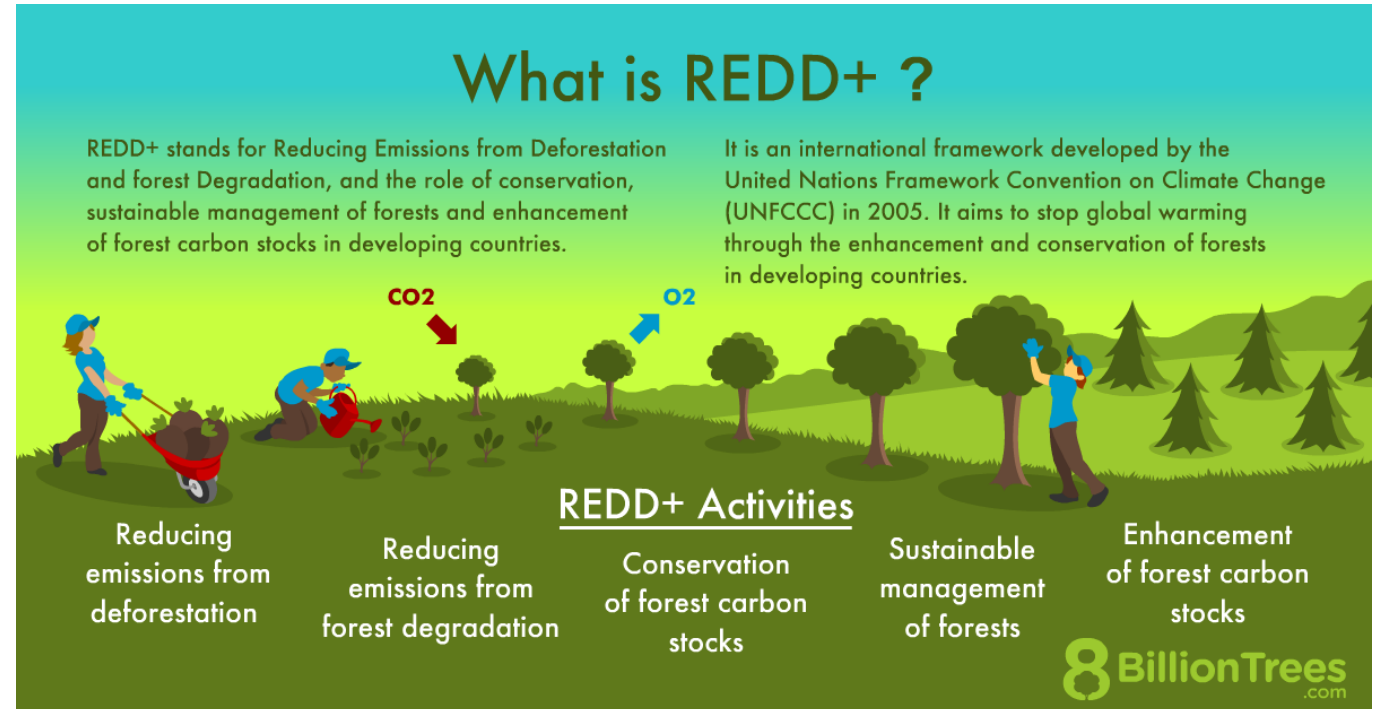 What is REDD+ ?
REDD+ stands for Reducing Emissions from Deforestation
and forest Degradation, and the role of conservation,
sustainable management of forests and enhancement
of forest carbon stocks in developing countries.
It is an international framework developed by the
United Nations Framework Convention on Climate Change
(UNFCCC) in 2005. It aims to stop global warming
through the enhancement and conservation of forests
in developing countries.
CO2
O2
REDD+ Activities
Reducing
emissions from
deforestation
Reducing
emissions from
forest degradation
Conservation
of forest carbon
stocks
Sustainable
management
of forests
Enhancement
of forest carbon
stocks
8 BillionTrees
.com